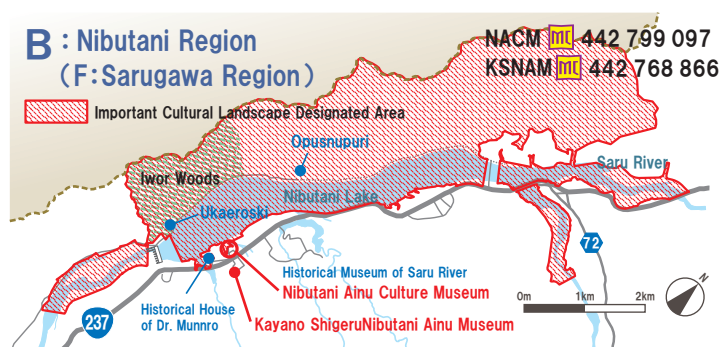 B : Nibutani Region
(F:Sarugawa Region)
NACM MC 442 799 097
KSNAM MC 442 768 866
Important Cultural Landscape Designated Area
Opusnupuri
Saru River
Iwor Woods
Nibutani Lake
Ukaeroski
72
Historical Museum of Saru River
Nibutani Ainu Culture Museum
Historical House
of Dr. Munnro
Kayano ShigeruNibutani Ainu Museum
237
N
0m 1km 2km